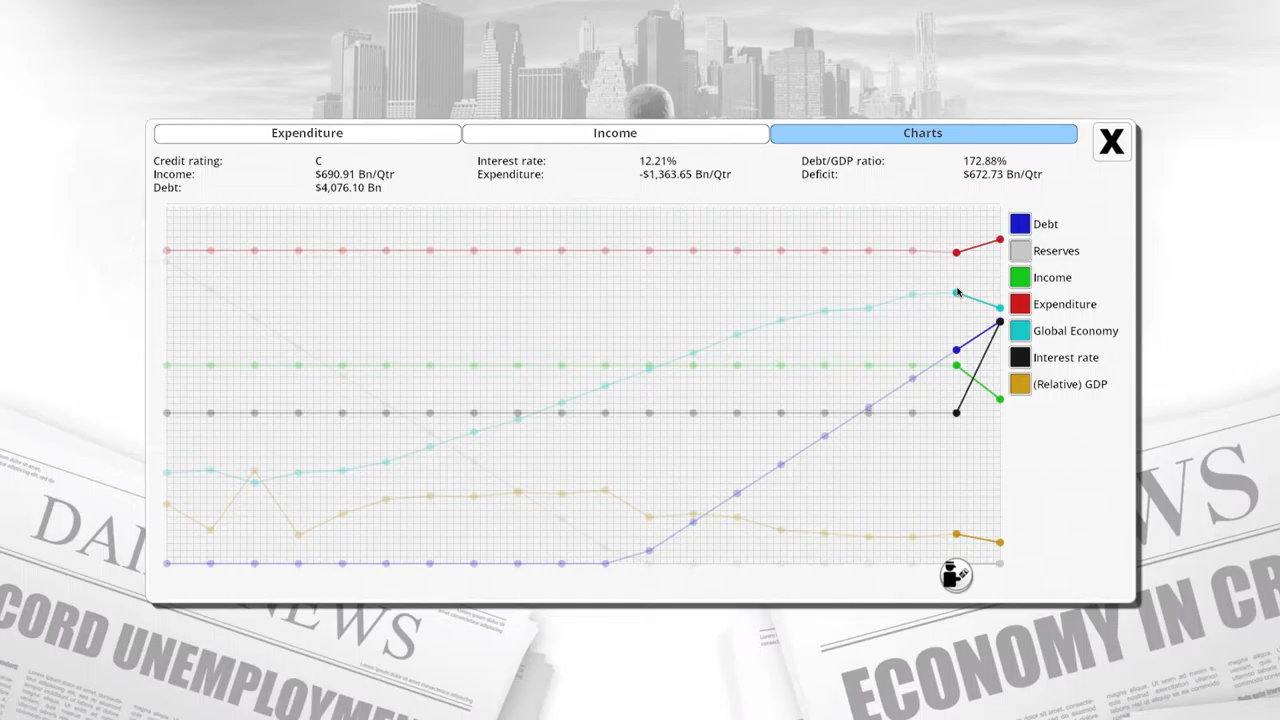 Expenditure Income Charts X
Credit rating: C Interest rate: 12.21% Debt/GDP ratio: 172.88%
Income: $690.91 Bn/Qtr Expenditure: -$1,363.65 Bn/Qtr Deficit: $672.73 Bn/Qtr
Debt: $4,076.10 Bn
Debt
Reserves
Income
Expenditure
Global Economy
Interest rate
(Relative) GDP
NEWS
CORD UNEMPLOYME
WS
ECONOMY IN CR